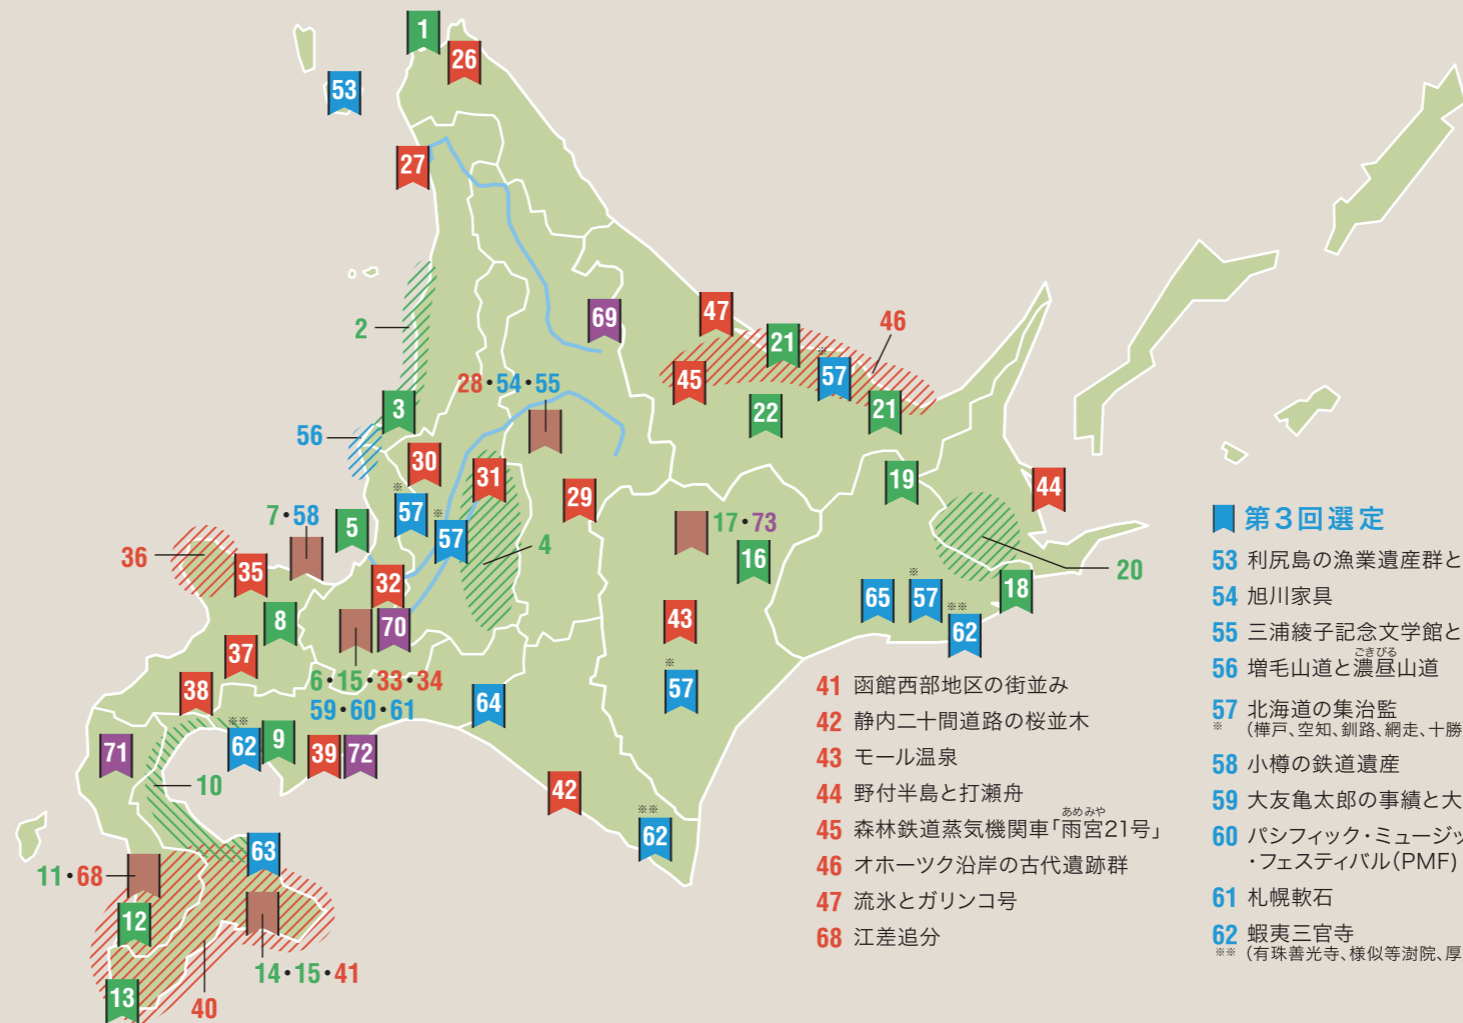 1
26
53
27
2
69
47
46
21
※
57
45
28・54・55
3
22
21
56
30
31
※
57
※
57
29
19
44
7・58
5
17・73
4
16
36
35
32
20
8
70
43
65
※
57
18
※※
62
37
6・15・33・34
59・60・61
38
64
※
57
71
※※
62
9
39
72
10
42
※※
62
63
11・68
12
14・15・41
13
40
41 函館西部地区の街並み
42 静内二十間道路の桜並木
43 モール温泉
44 野付半島と打瀬舟
あめみや
45 森林鉄道蒸気機関車「雨宮21号」
46 オホーツク沿岸の古代遺跡群
47 流氷とガリンコ号
68 江差追分
第3回選定
53 利尻島の漁業遺産群と
54 旭川家具
55 三浦綾子記念文学館と
ごきびる
56 増毛山道と濃昼山道
57 北海道の集治監
※ (樺戸、空知、釧路、網走、十勝
58 小樽の鉄道遺産
59 大友亀太郎の事績と大
60 パシフィック・ミュージッ
・フェスティバル(PMF)
61 札幌軟石
62 蝦夷三官寺
※※ (有珠善光寺、様似等澍院、厚